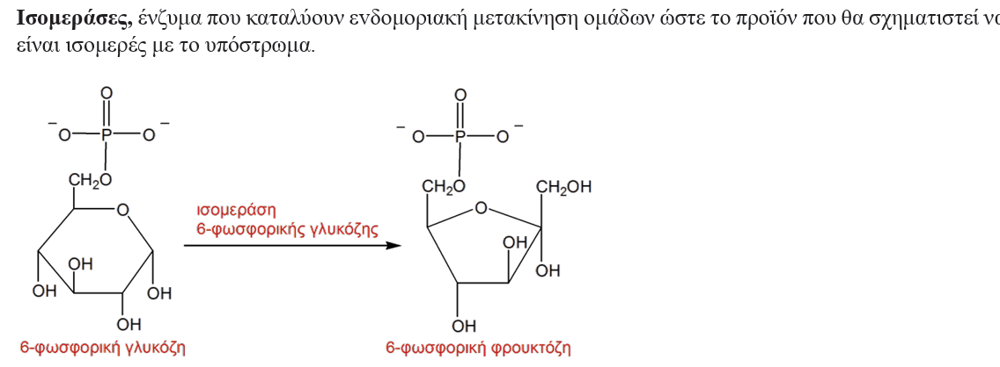 Ισομεράσες, ένζυμα που καταλύουν ενδομοριακή μετακίνηση ομάδων ώστε το προϊόν που θα σχηματιστεί να
είναι ισομερές με το υπόστρωμα.
O
⁻O—P—O⁻
CH₂O
O
OH
OH
OH
OH
ισομεράση
6-φωσφορικής γλυκόζης
O
⁻O—P—O⁻
CH₂O
CH₂OH
O
OH
OH
OH
6-φωσφορική γλυκόζη
6-φωσφορική φρουκτόζη